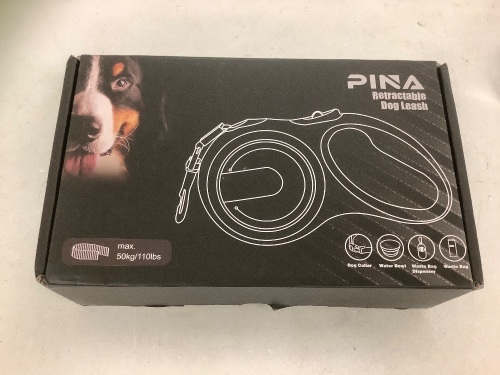 PINA
Retractable
Dog Leash
max.
50kg/110lbs
Dog Collar
Water Bowl
Waste Bag
Dispenser
Waste Bag